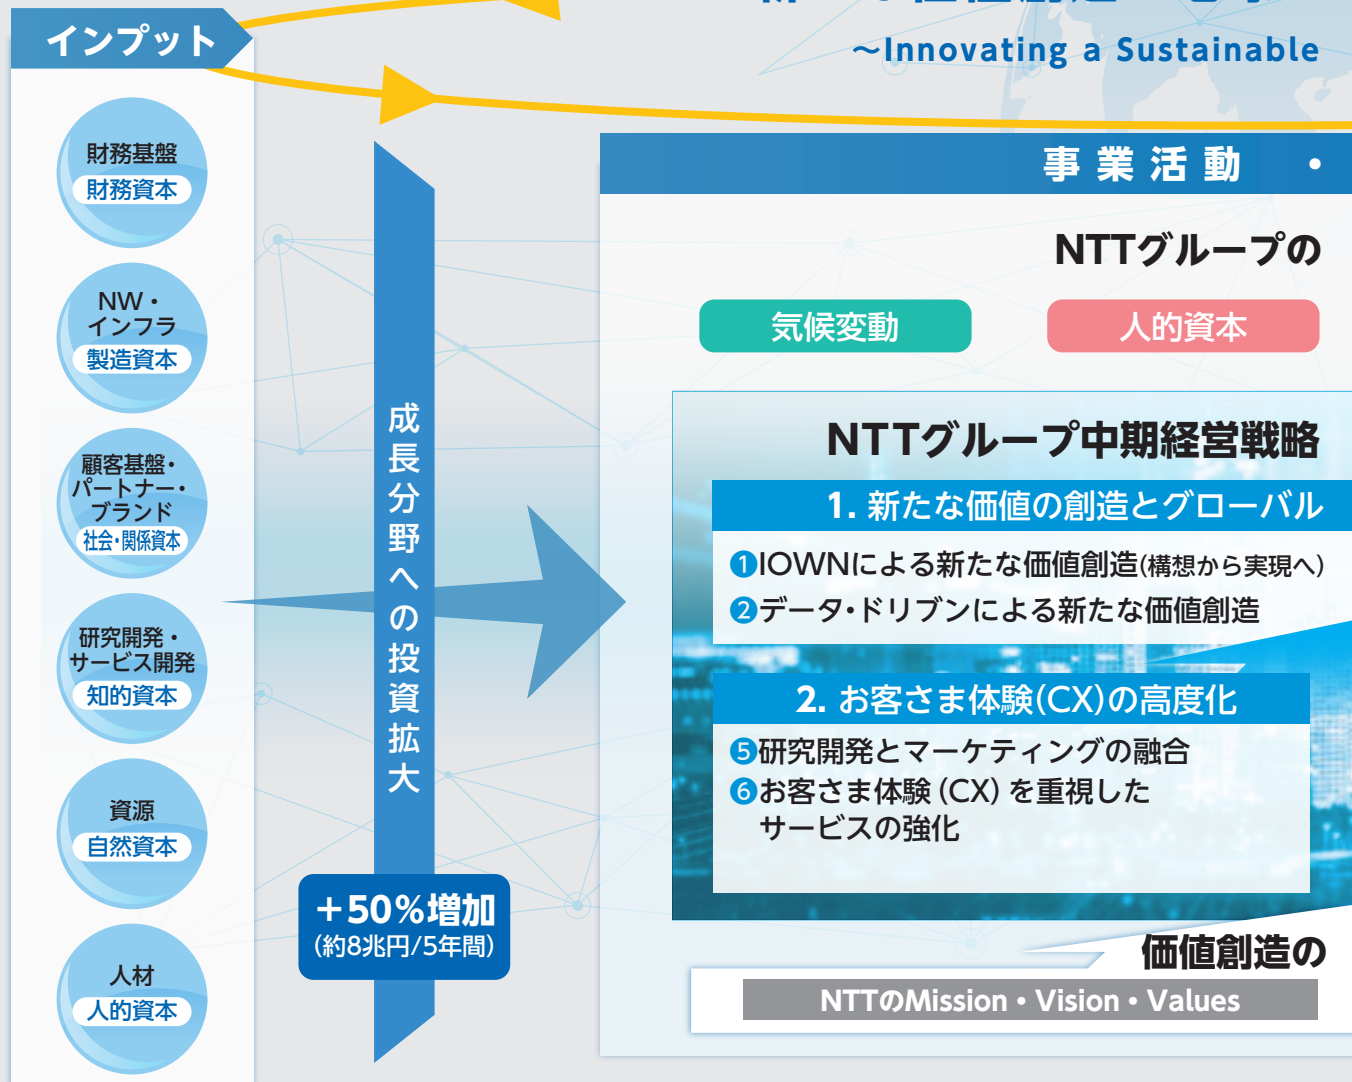 インプット
～Innovating a Sustainable
財務基盤
財務資本
NW・
インフラ
製造資本
顧客基盤・
パートナー・
ブランド
社会・関係資本
研究開発・
サービス開発
知的資本
資源
自然資本
人材
人的資本
成長分野への投資拡大
＋50％増加
（約8兆円/5年間）
事業活動 ・
NTTグループの
気候変動
人的資本
NTTグループ中期経営戦略
1. 新たな価値の創造とグローバル
❶IOWNによる新たな価値創造(構想から実現へ)
❷データ・ドリブンによる新たな価値創造
2. お客さま体験(CX)の高度化
❺研究開発とマーケティングの融合
❻お客さま体験（CX）を重視した
サービスの強化
価値創造の
NTTのMission・Vision・Values